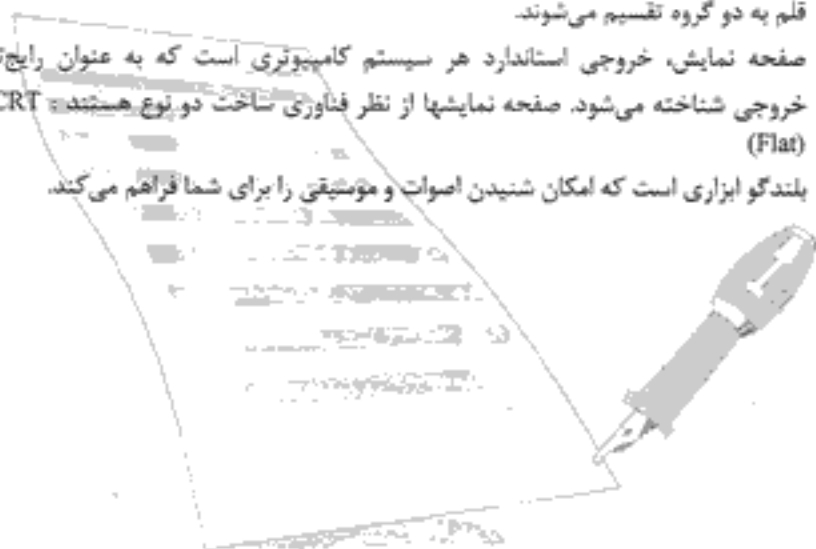 قلم به دو گروه تقسیم می‌شوند.
صفحه نمایش، خروجی استاندارد هر سیستم کامپیوتری است که به عنوان
خروجی شناخته می‌شود. صفحه نمایشها از نظر فناوری ساخت دو نوع هستند : CRT
(Flat)
بلندگو ابزاری است که امکان شنیدن اصوات و موسیقی را برای شما فراهم می‌کند.